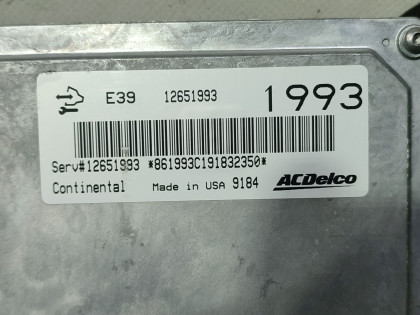 E39 12651993 1993
Serv#12651993 *861993C191832350*
Continental Made in USA 9184 ACDelco